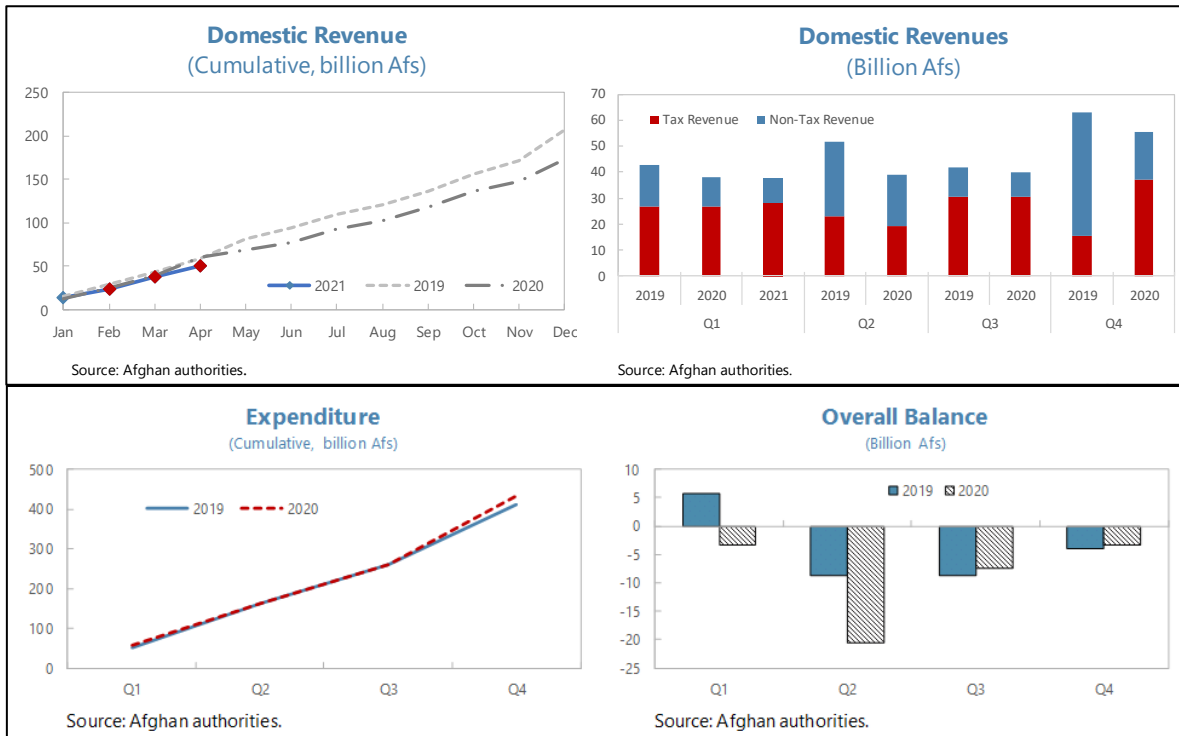 Domestic Revenue
(Cumulative, billion Afs)
250
200
150
100
50
0
2021 2019 2020
Jan Feb Mar Apr May Jun Jul Aug Sep Oct Nov Dec
Source: Afghan authorities.
Domestic Revenues
(Billion Afs)
70
60
50
40
30
20
10
0
Tax Revenue Non-Tax Revenue
2019 2020 2021 2019 2020 2019 2020 2019 2020
Q1 Q2 Q3 Q4
Source: Afghan authorities.
Expenditure
(Cumulative, billion Afs)
500
400
300
200
100
0
2019 2020
Q1 Q2 Q3 Q4
Source: Afghan authorities.
Overall Balance
(Billion Afs)
10
5
0
-5
-10
-15
-20
-25
2019 2020
Q1 Q2 Q3 Q4
Source: Afghan authorities.